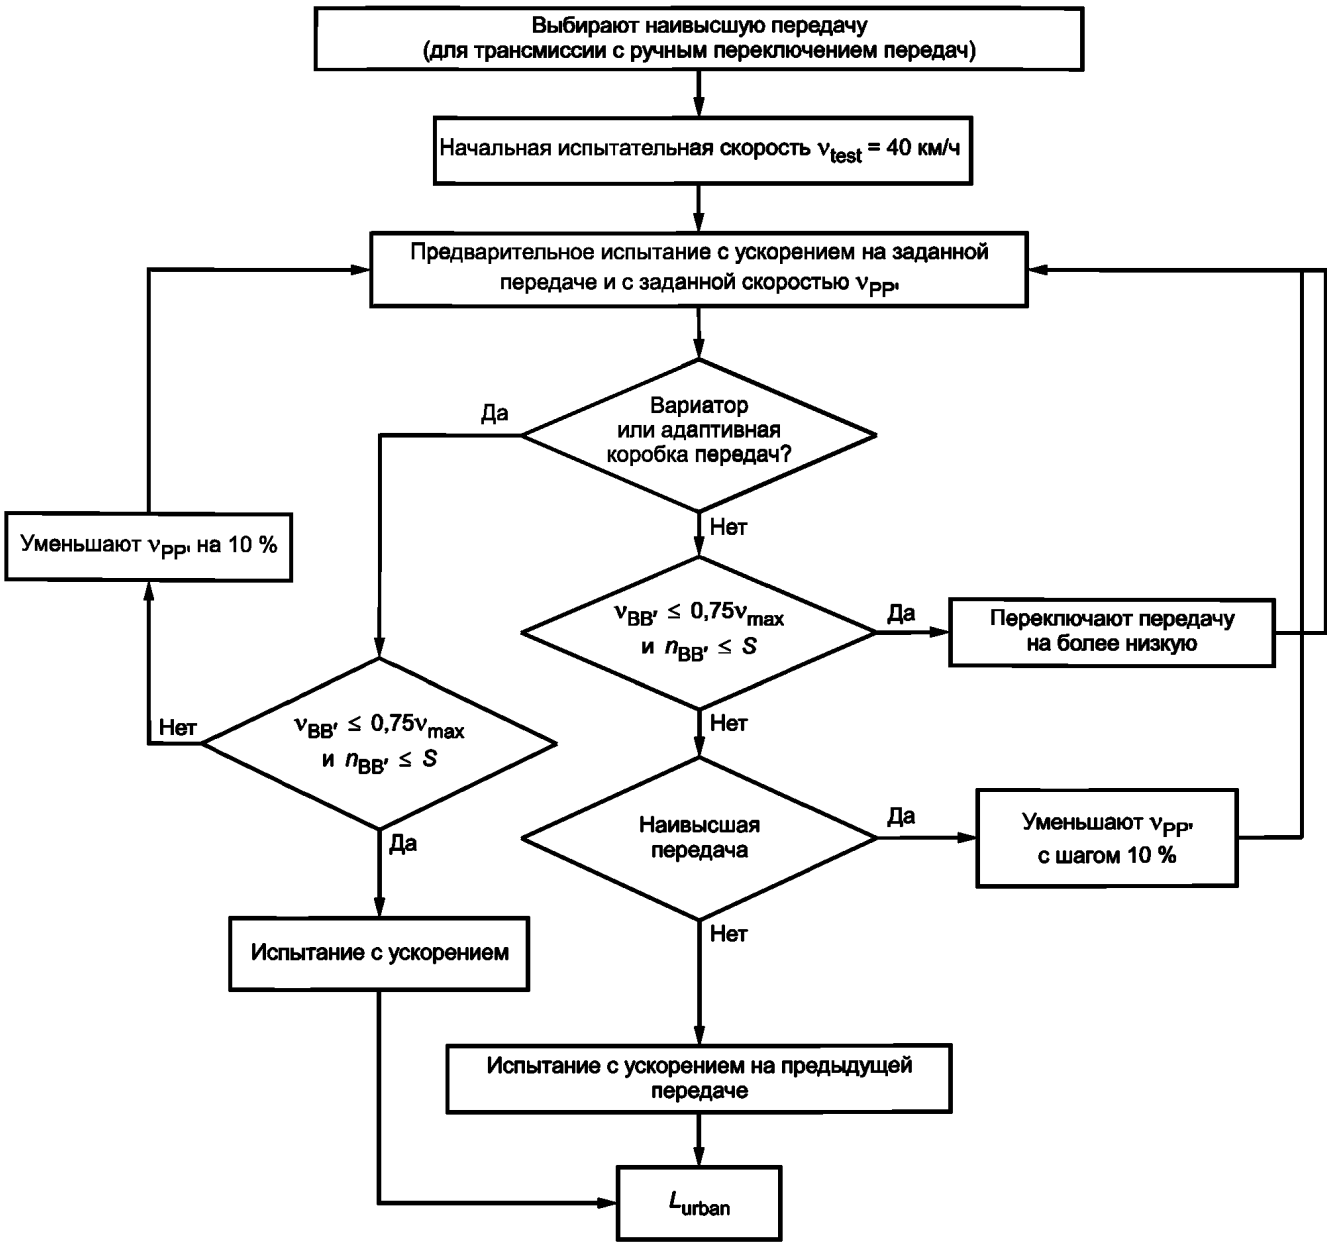 Выбирают наивысшую передачу
(для трансмиссии с ручным переключением передач)
Начальная испытательная скорость νtest = 40 км/ч
Предварительное испытание с ускорением на заданной
передаче и с заданной скоростью νPP'
Вариатор
или адаптивная
коробка передач?
Да
Нет
Уменьшают νPP' на 10 %
νBB' ≤ 0,75νmax
и nBB' ≤ S
Да
Переключают передачу
на более низкую
Нет
νBB' ≤ 0,75νmax
и nBB' ≤ S
Нет
Да
Наивысшая
передача
Да
Уменьшают νPP'
с шагом 10 %
Нет
Испытание с ускорением
Испытание с ускорением на предыдущей
передаче
Lurban